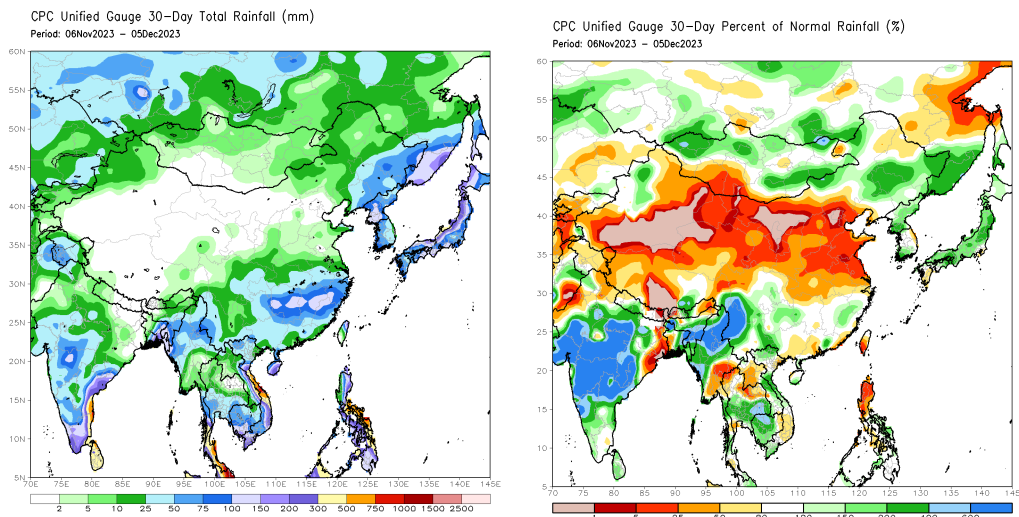 CPC Unified Gauge 30-Day Total Rainfall (mm)
Period: 06Nov2023 - 05Dec2023
60N
55N
50N
45N
40N
35N
30N
25N
20N
15N
10N
5N
70E 75E 80E 85E 90E 95E 100E 105E 110E 115E 120E 125E 130E 135E 140E 145E
2 5 10 25 50 75 100 150 200 300 500 750 1000 1500 2500
CPC Unified Gauge 30-Day Percent of Normal Rainfall (%)
Period: 06Nov2023 - 05Dec2023
60
55
50
45
40
35
30
25
20
15
10
5
70 75 80 85 90 95 100 105 110 115 120 125 130 135 140 145